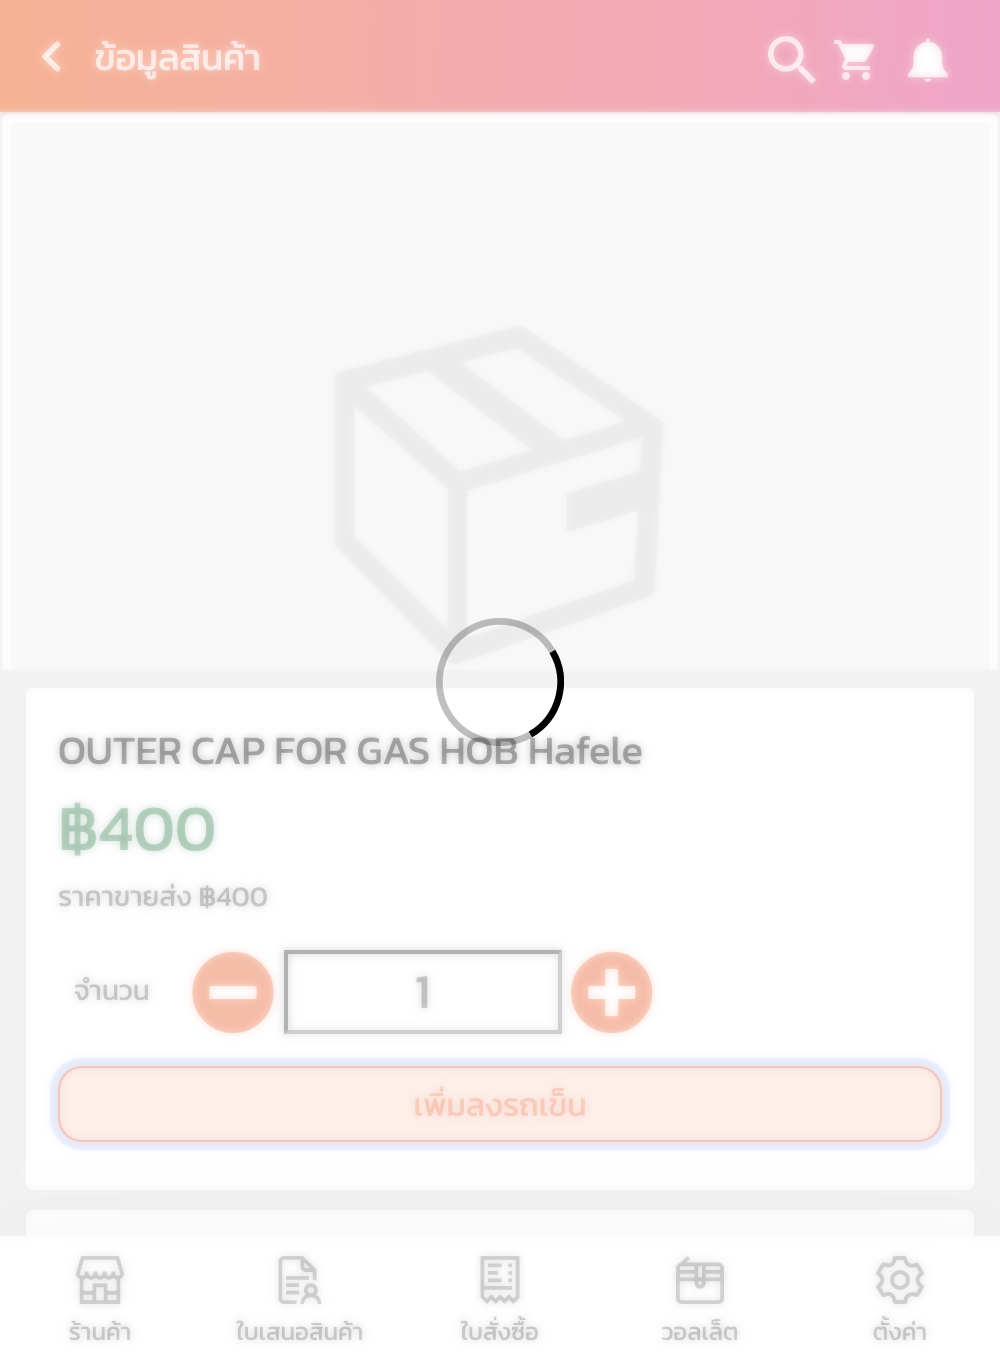 ข้อมูลสินค้า
OUTER CAP FOR GAS HOB Hafele
฿400
ราคาขายส่ง ฿400
จำนวน
1
เพิ่มลงรถเข็น
ร้านค้า
ใบเสนอสินค้า
ใบสั่งซื้อ
วอลเล็ต
ตั้งค่า